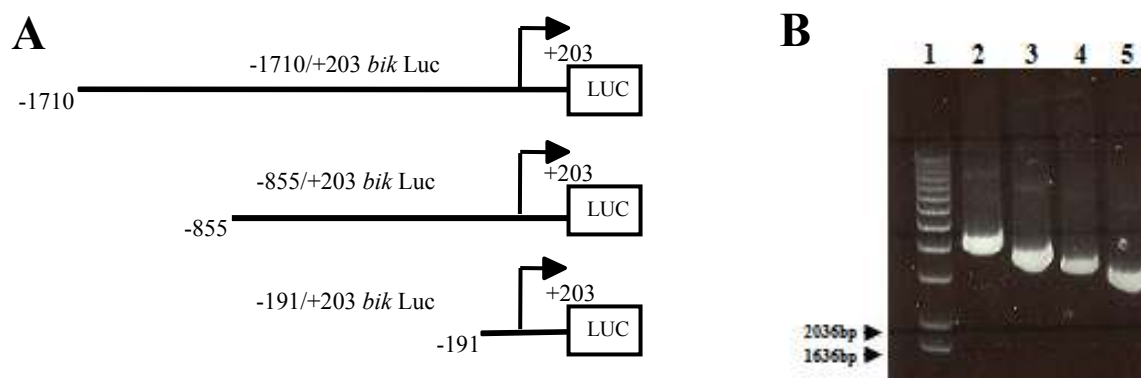 A
-1710/+203 bik Luc
+203
-1710
LUC
-855/+203 bik Luc
+203
-855
LUC
-191/+203 bik Luc
+203
-191
LUC
B
1 2 3 4 5
2036bp
1636bp